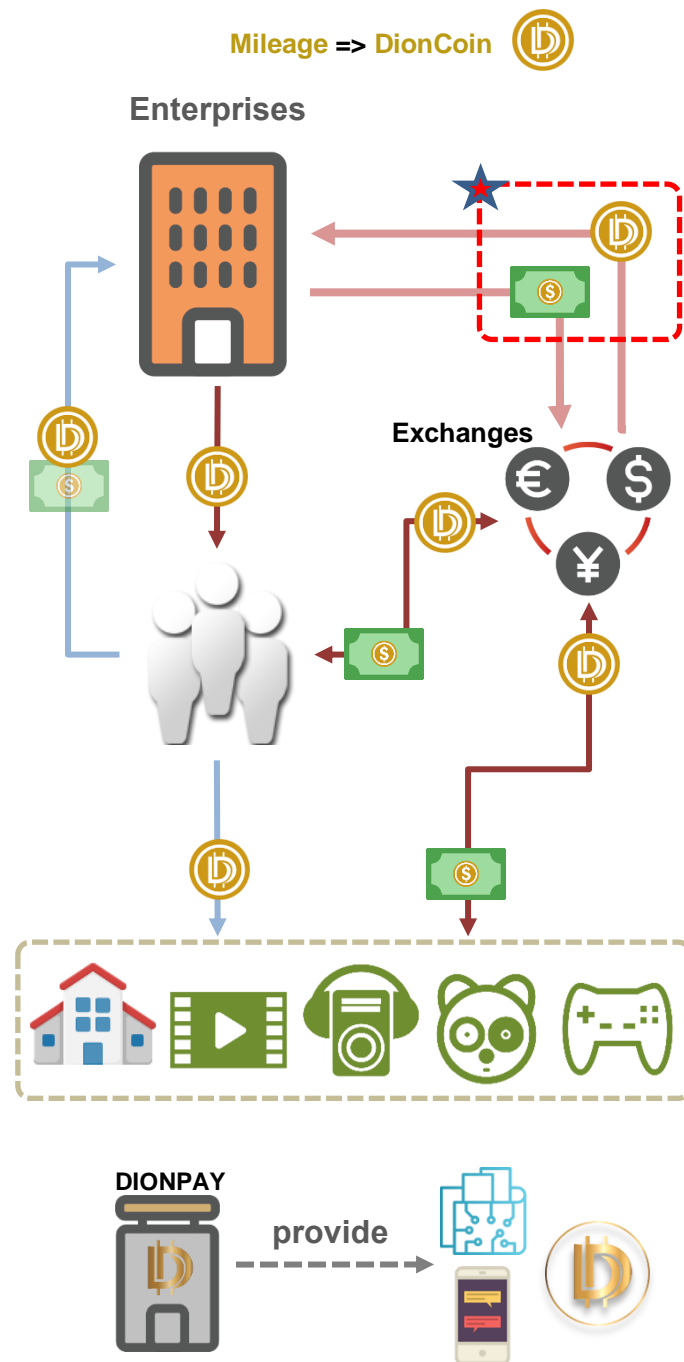 Mileage => DionCoin
Enterprises
Exchanges
DIONPAY
provide